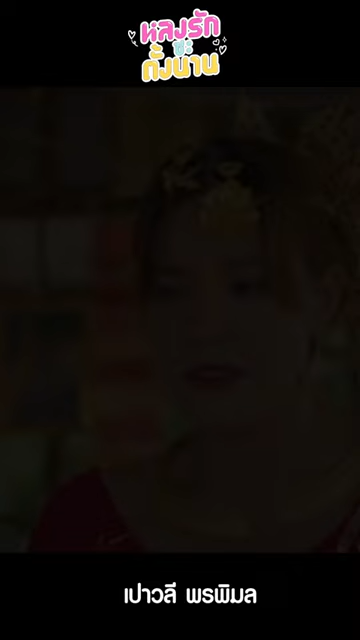 หลงรัก
ซะ
ตั้งนาน
เปาวลี พรพิมล